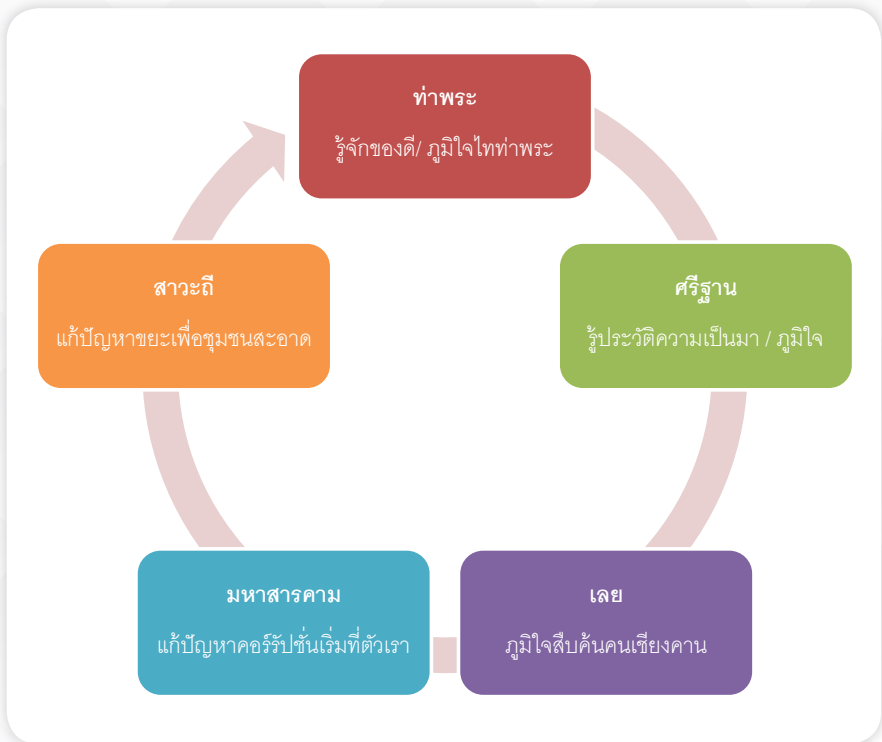 ท่าพระ
รู้จักของดี/ ภูมิใจไทท่าพระ
ศรีฐาน
รู้ประวัติความเป็นมา / ภูมิใจ
เลย
ภูมิใจสืบค้นคนเชียงคาน
มหาสารคาม
แก้ปัญหาคอร์รัปชั่นเริ่มที่ตัวเรา
สาวะถี
แก้ปัญหาขยะเพื่อชุมชนสะอาด